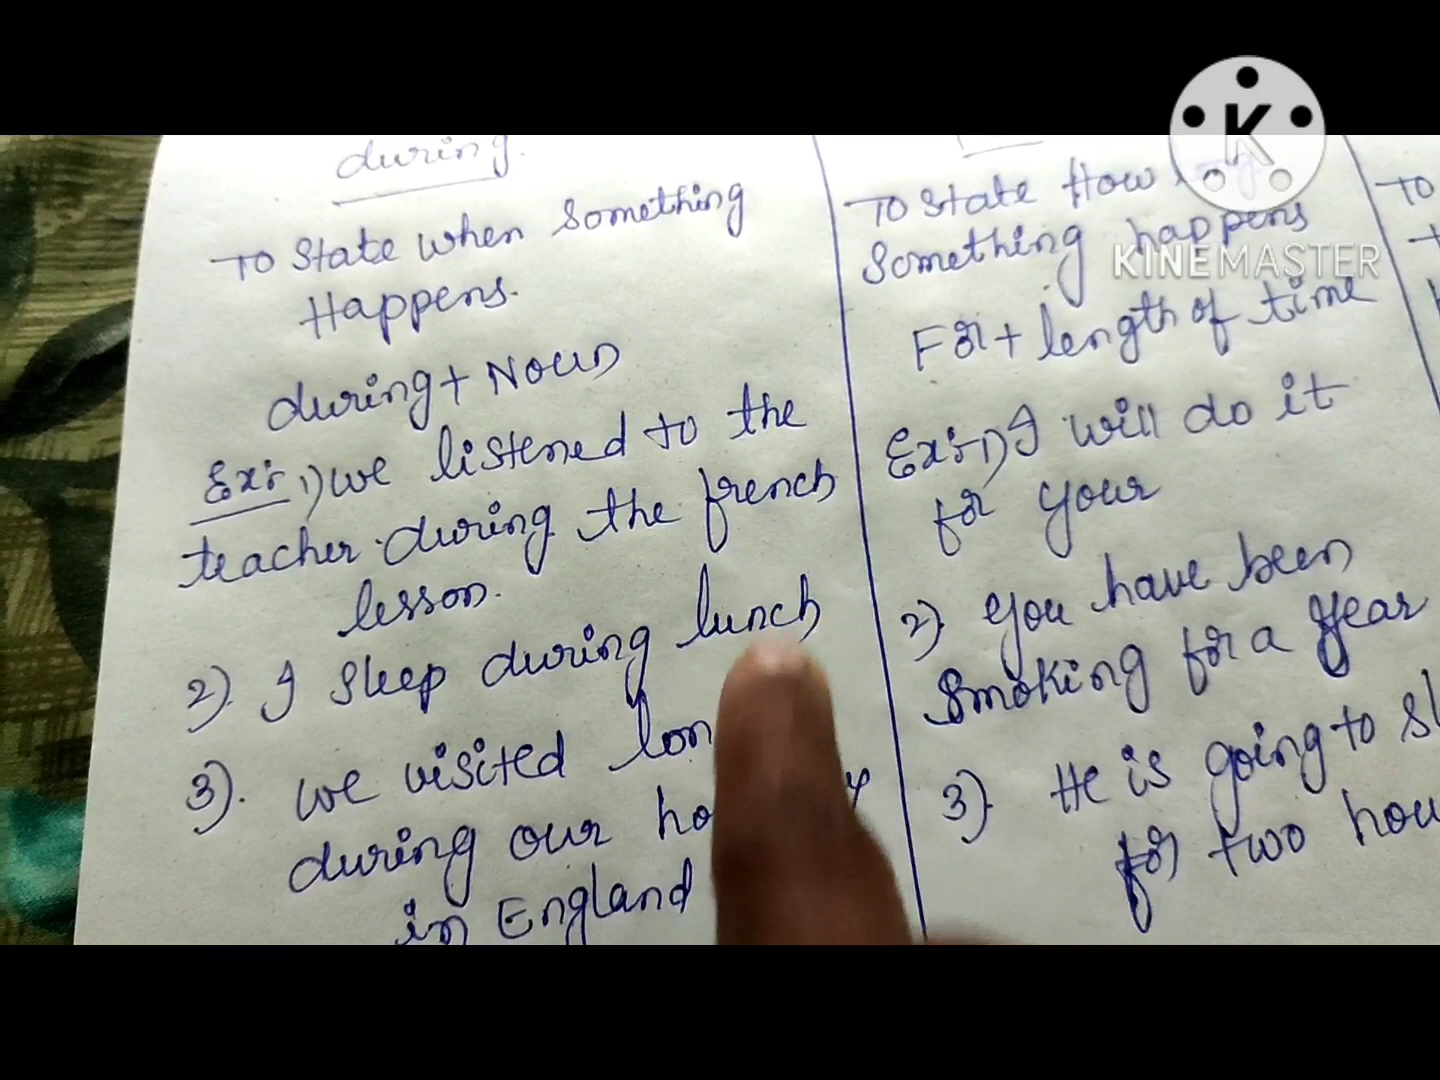 during.
To State when Something
Happens.
during + Noun
Ex:- 1) we listened to the
teacher during the french
lesson.
2). I Sleep during lunch
3). we visited
during our
in England
To State How
Something happens
For + length of time
Ex:- 1) I will do it
for your
2). you have been
Smoking for a year
3). He is going to
for two
To
K
KINEMASTER